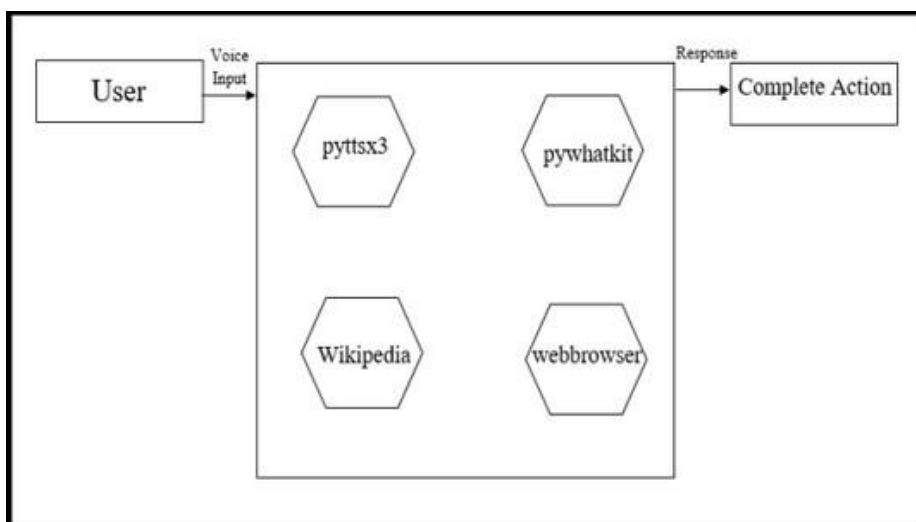 Voice
Input
User
Response
Complete Action
pyttsx3
pywhatkit
Wikipedia
webbrowser